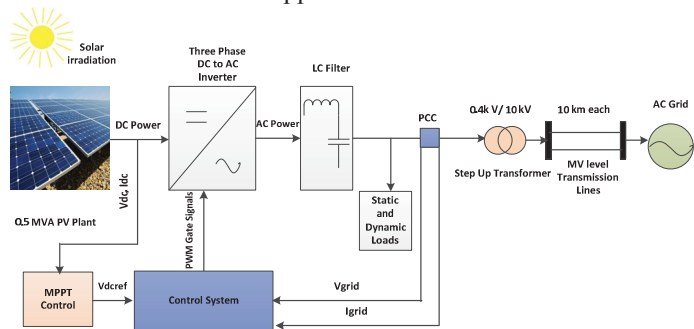 Solar
irradiation
Three Phase
DC to AC
Inverter
LC Filter
DC Power
AC Power
PCC
0.4k V/ 10kV
10 km each
AC Grid
Step Up Transformer
MV level
Transmission
Lines
Vdc, Idc
PWM Gate Signals
Static
and
Dynamic
Loads
0.5 MVA PV Plant
MPPT
Control
Vdcref
Control System
Vgrid
Igrid